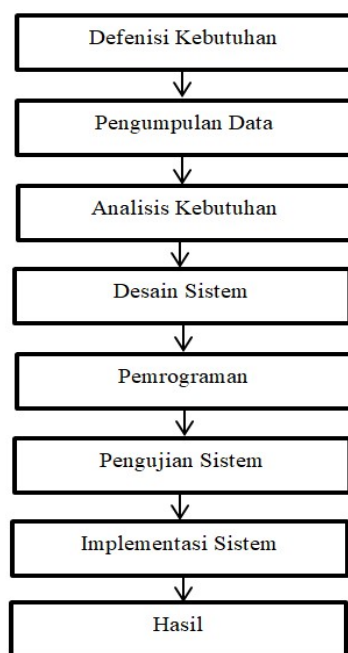 Defenisi Kebutuhan
Pengumpulan Data
Analisis Kebutuhan
Desain Sistem
Pemrograman
Pengujian Sistem
Implementasi Sistem
Hasil